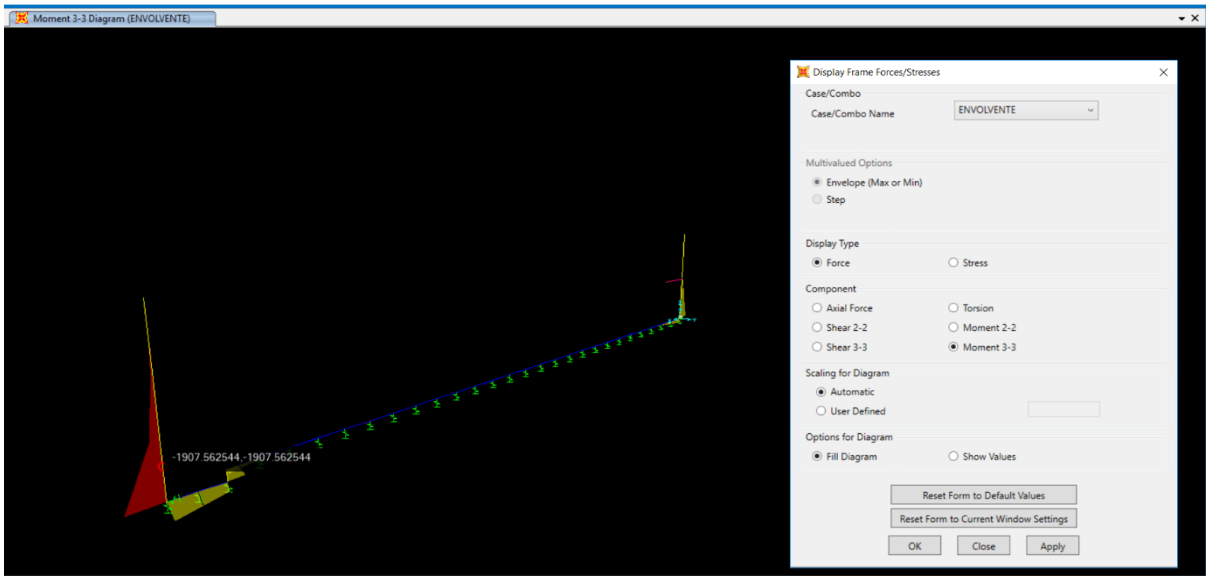 Moment 3-3 Diagram (ENVOLVENTE)
-1907.562544,-1907.562544
Display Frame Forces/Stresses
Case/Combo
Case/Combo Name
ENVOLVENTE
Multivalued Options
Envelope (Max or Min)
Step
Display Type
Force Stress
Component
Axial Force Torsion
Shear 2-2 Moment 2-2
Shear 3-3 Moment 3-3
Scaling for Diagram
Automatic
User Defined
Options for Diagram
Fill Diagram Show Values
Reset Form to Default Values
Reset Form to Current Window Settings
OK Close Apply